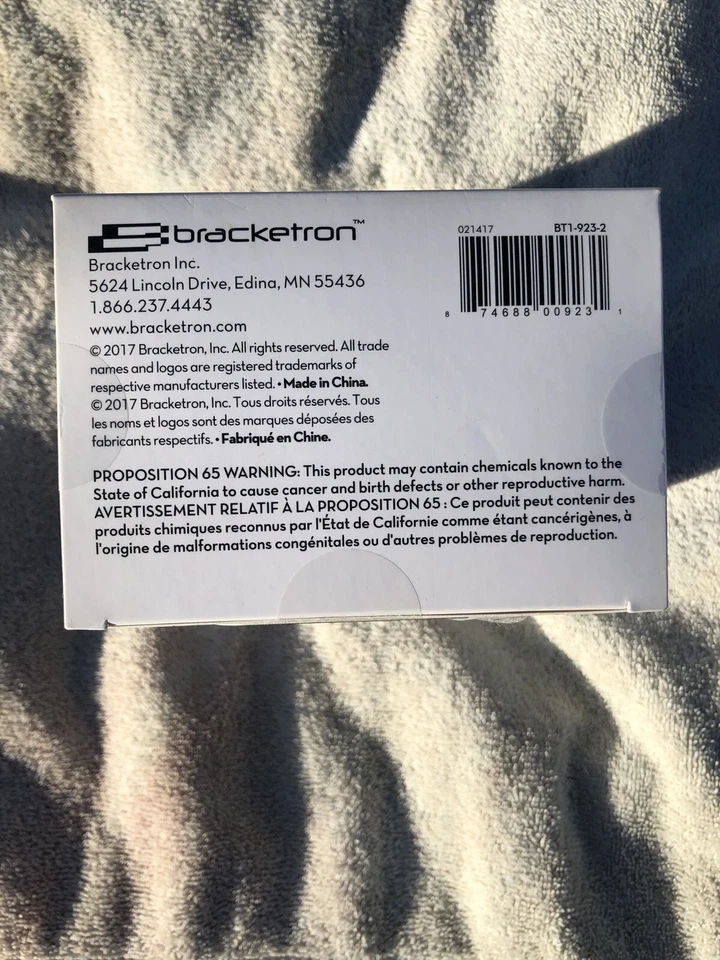 bracketron™
Bracketron Inc.
5624 Lincoln Drive, Edina, MN 55436
1.866.237.4443
www.bracketron.com
© 2017 Bracketron, Inc. All rights reserved. All trade
names and logos are registered trademarks of
respective manufacturers listed. • Made in China.
© 2017 Bracketron, Inc. Tous droits réservés. Tous
les noms et logos sont des marques déposées des
fabricants respectifs. • Fabriqué en Chine.
021417 BT1-923-2
8 74688 00923 1
PROPOSITION 65 WARNING: This product may contain chemicals known to the
State of California to cause cancer and birth defects or other reproductive harm.
AVERTISSEMENT RELATIF À LA PROPOSITION 65 : Ce produit peut contenir des
produits chimiques reconnus par l'État de Californie comme étant cancérigènes, à
l'origine de malformations congénitales ou d'autres problèmes de reproduction.